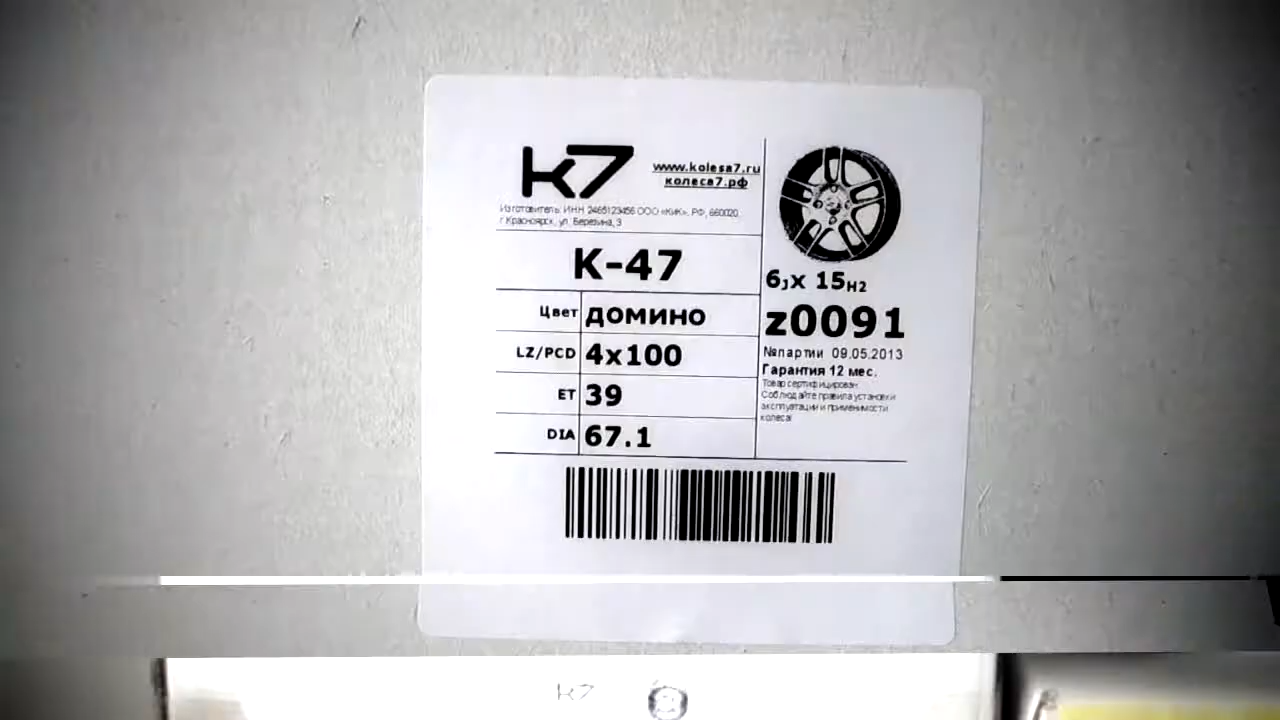 k7
www.kolesa7.ru
колеса7.рф
Изготовитель: ИНН 2465123456 ООО «КиК», РФ, 660020,
г.Красноярск, ул. Березина, 3
К-47
Цвет домино
LZ/PCD 4x100
ET 39
DIA 67.1
6Jx 15H2
z0091
№партии 09.05.2013
Гарантия 12 мес.
Товар сертифицирован
Соблюдайте правила установки
эксплуатации и применимости
колеса!
k7